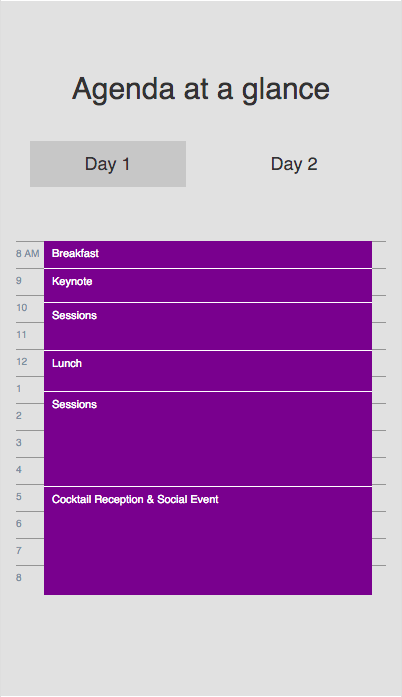 Agenda at a glance
Day 1 Day 2
8 AM Breakfast
9 Keynote
10
Sessions
11
12 Lunch
1
Sessions
2
3
4
5 Cocktail Reception & Social Event
6
7
8